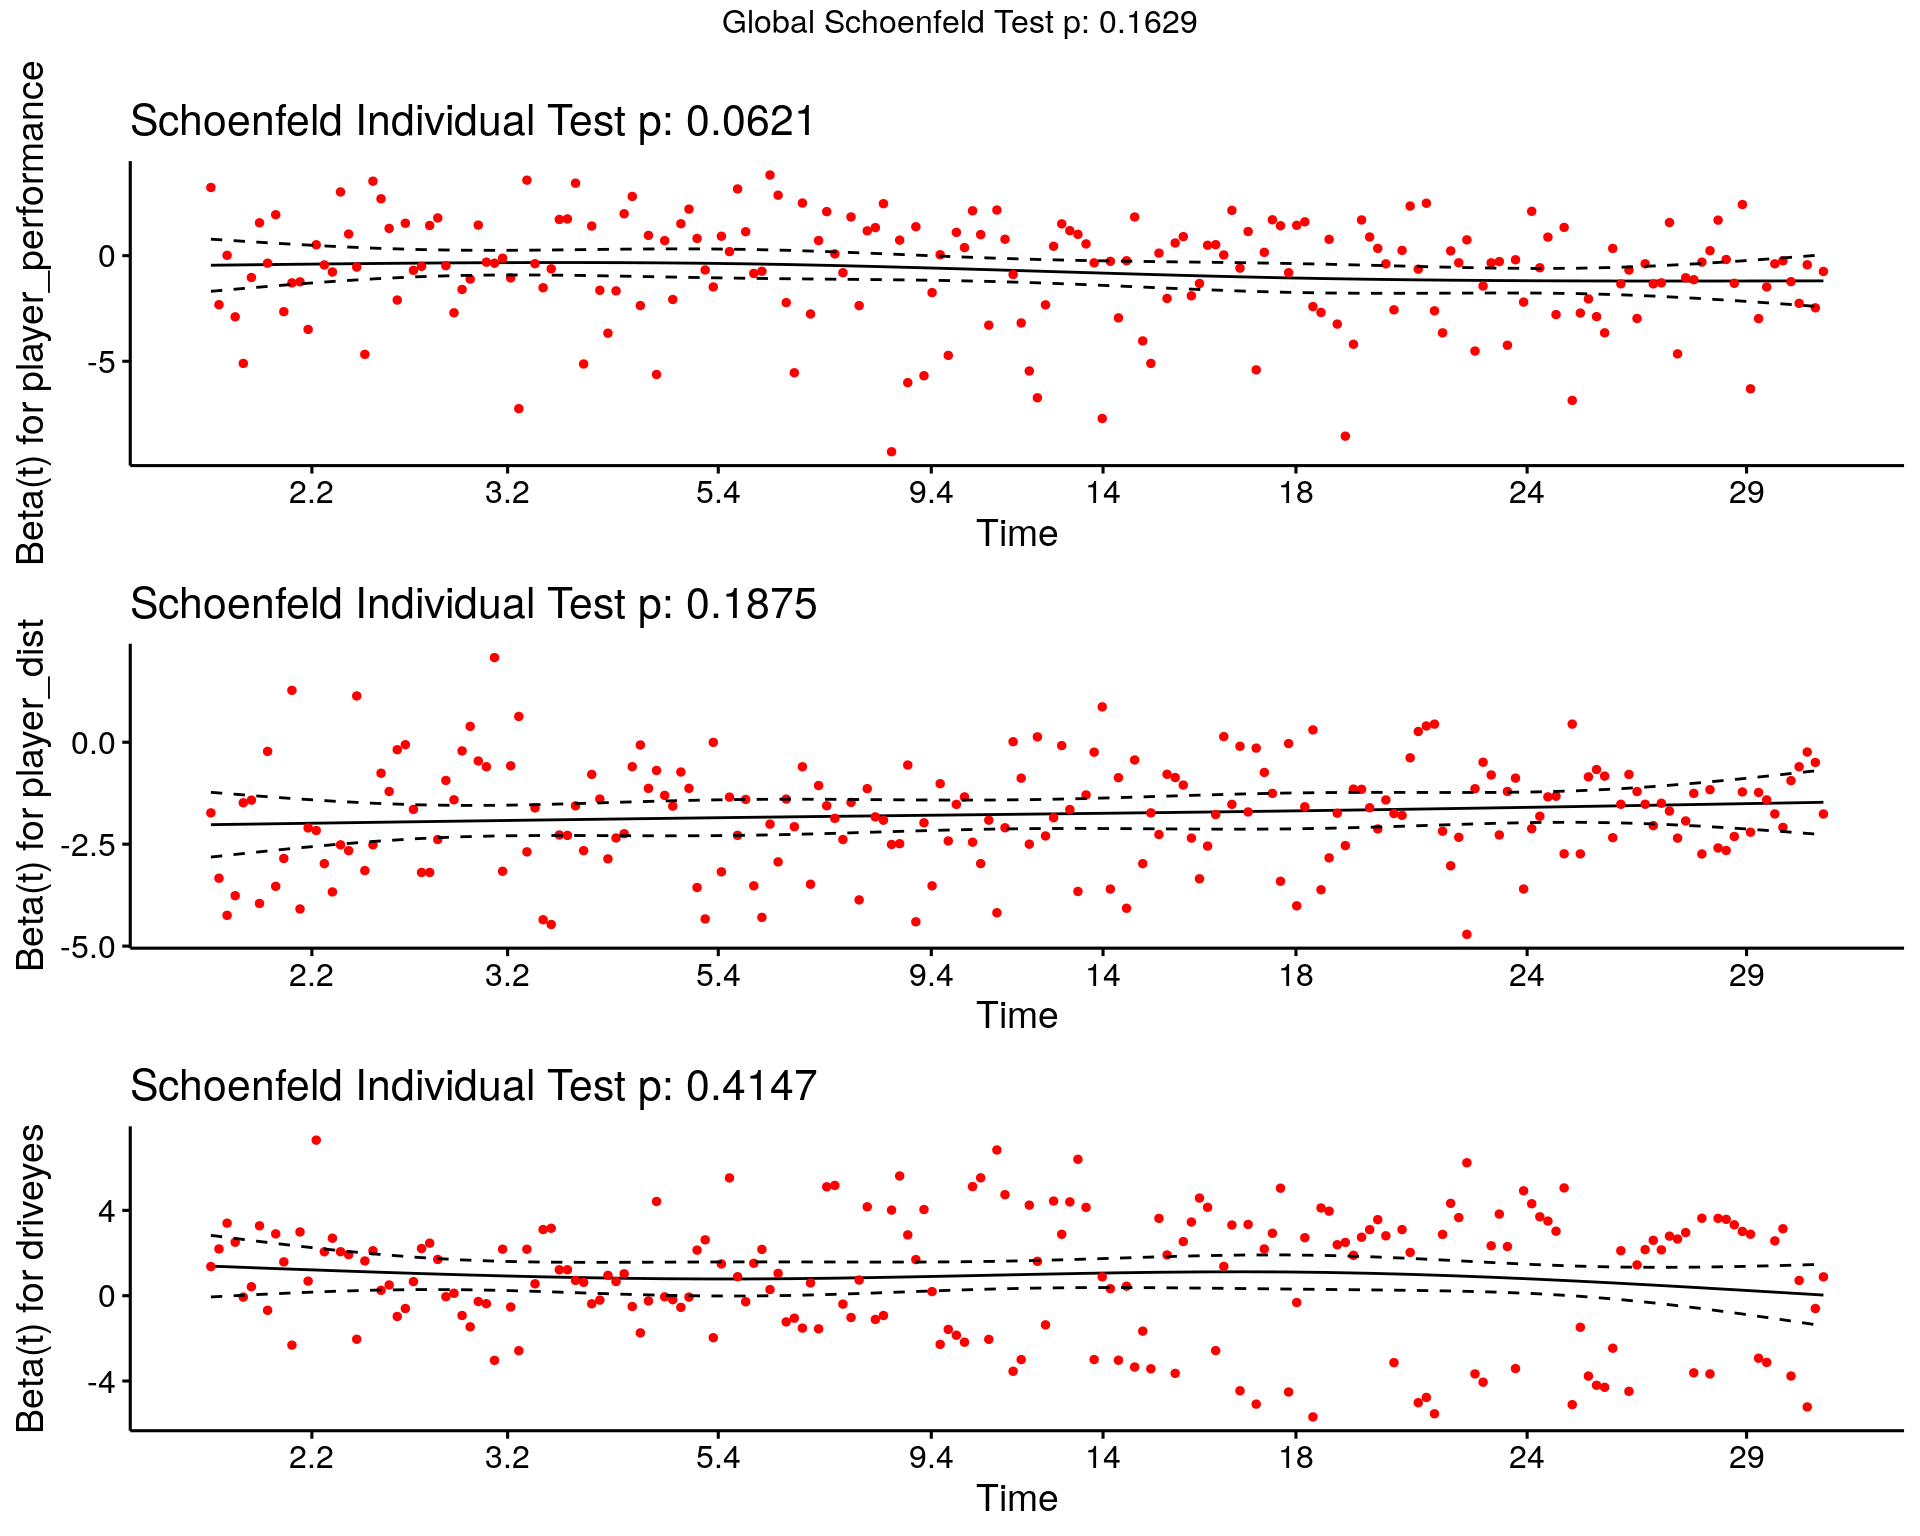 Global Schoenfeld Test p: 0.1629
Schoenfeld Individual Test p: 0.0621
Beta(t) for player_performance
0
-5
2.2 3.2 5.4 9.4 14 18 24 29
Time
Schoenfeld Individual Test p: 0.1875
Beta(t) for player_dist
0.0
-2.5
-5.0
2.2 3.2 5.4 9.4 14 18 24 29
Time
Schoenfeld Individual Test p: 0.4147
Beta(t) for driveyes
4
0
-4
2.2 3.2 5.4 9.4 14 18 24 29
Time